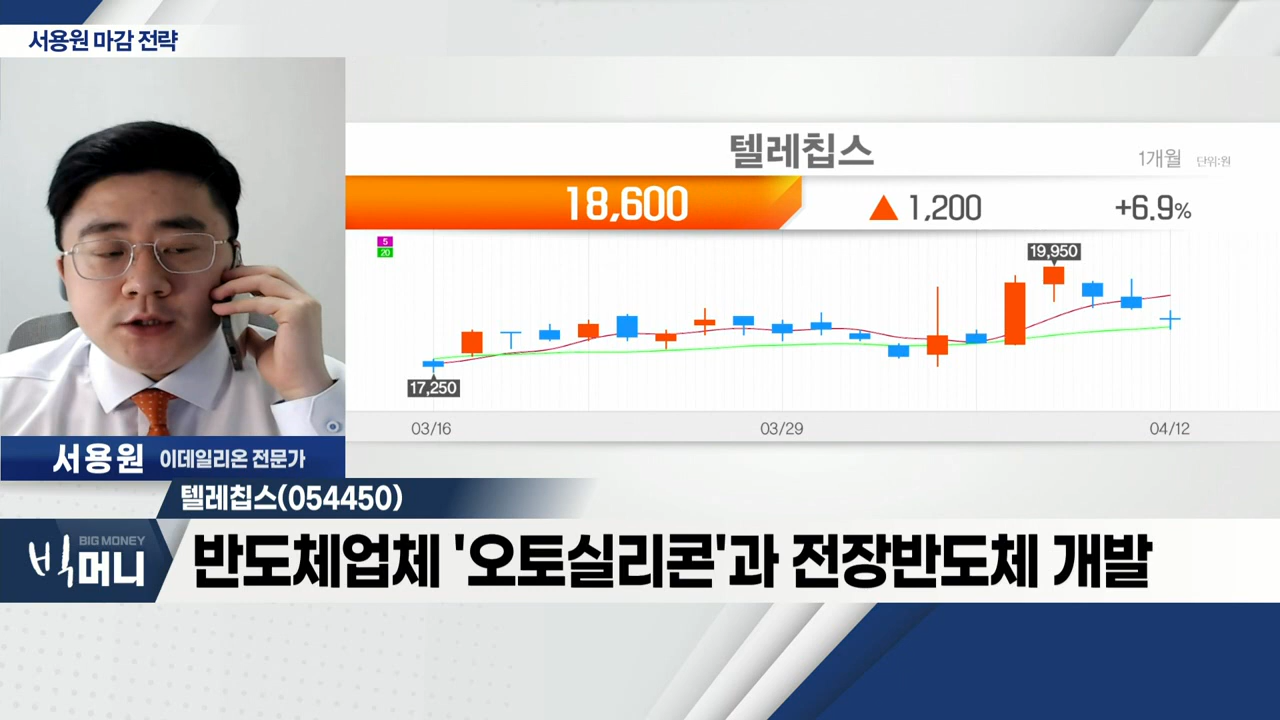 서용원 마감 전략
텔레칩스
1개월 단위:원
18,600 ▲ 1,200 +6.9%
5
20
19,950
17,250
03/16 03/29 04/12
서용원 이데일리온 전문가
텔레칩스(054450)
BIG MONEY
빅머니
반도체업체 '오토실리콘'과 전장반도체 개발